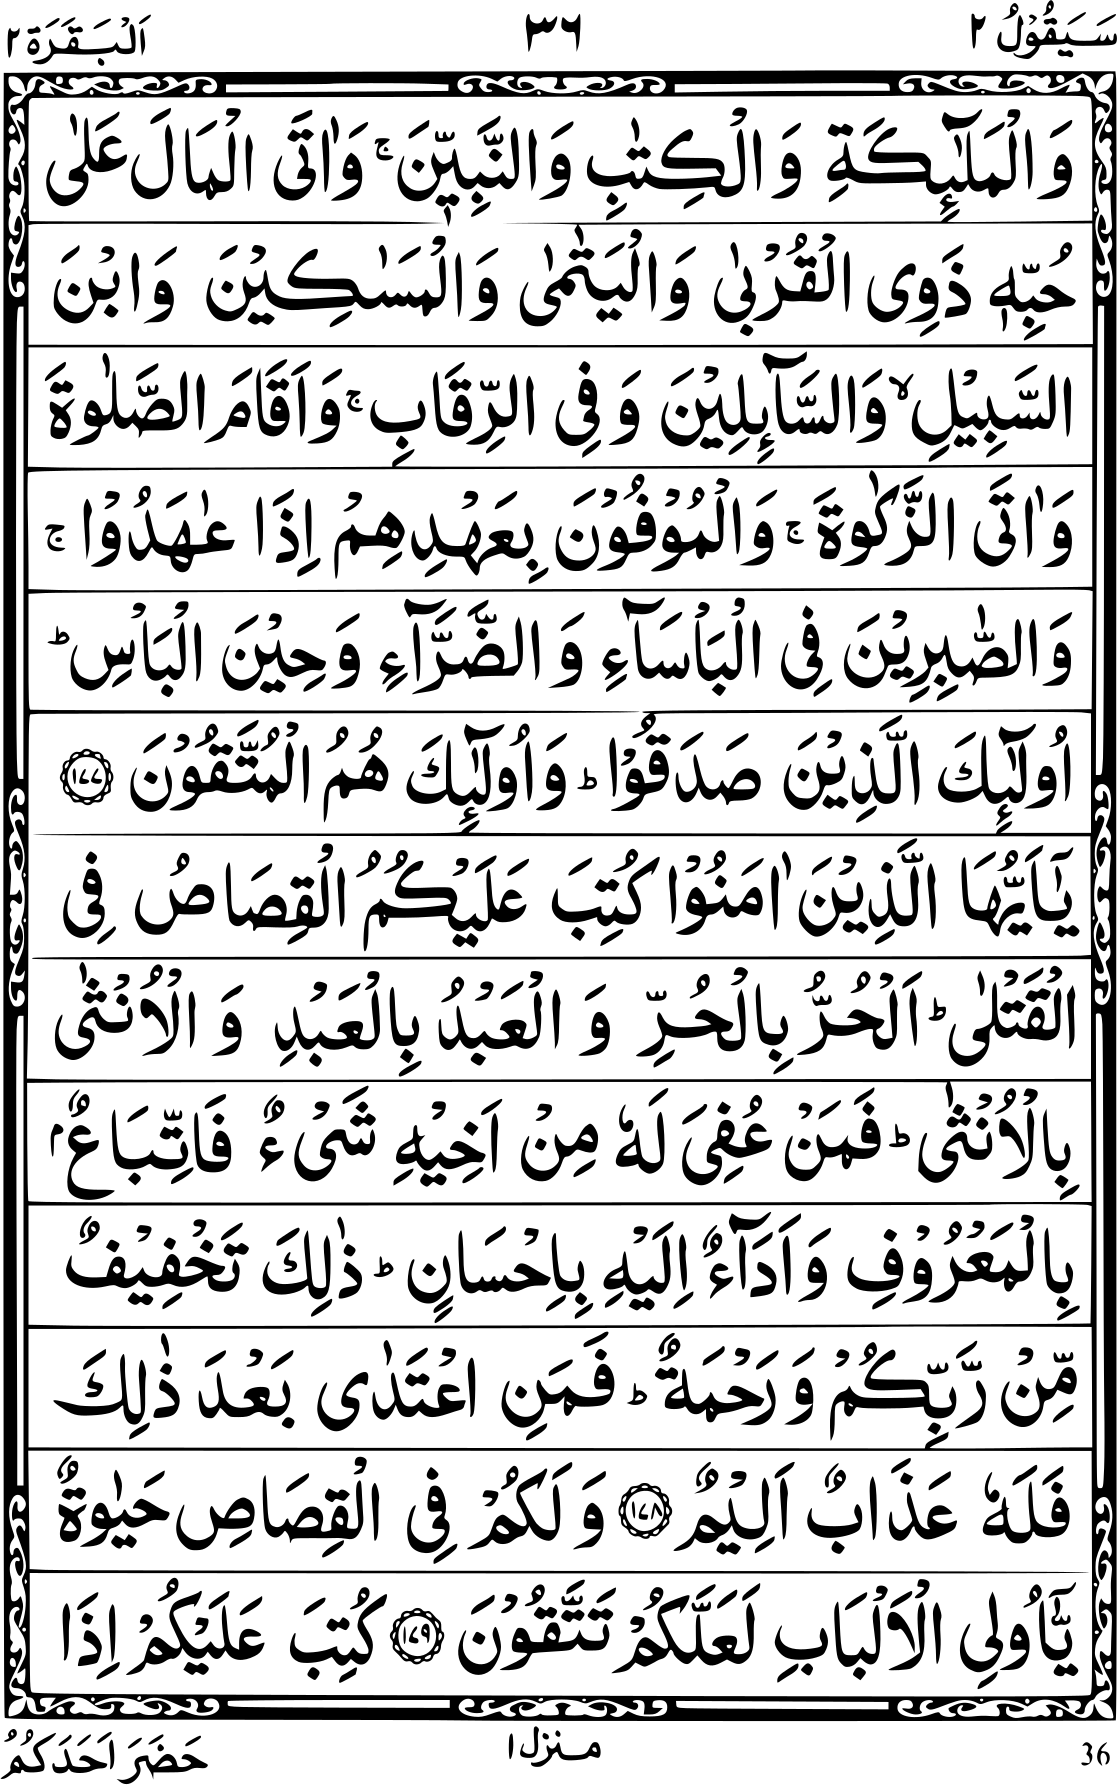 سَيَقُوْلُ ٢ ٣٦ اَلْبَقَرَة ٢
وَالْمَلٰٓئِكَةِ وَالْكِتٰبِ وَالنَّبِيّٖنَ ۚ وَاٰتَى الْمَالَ عَلٰى
حُبِّهٖ ذَوِى الْقُرْبٰى وَالْيَتٰمٰى وَالْمَسٰكِيْنَ وَابْنَ
السَّبِيْلِ ۙ وَالسَّآئِلِيْنَ وَفِى الرِّقَابِ ۚ وَاَقَامَ الصَّلٰوةَ
وَاٰتَى الزَّكٰوةَ ۚ وَالْمُوْفُوْنَ بِعَهْدِهِمْ اِذَا عٰهَدُوْا ۚ
وَالصّٰبِرِيْنَ فِى الْبَاْسَآءِ وَالضَّرَّآءِ وَحِيْنَ الْبَاْسِ ؕ
اُولٰٓئِكَ الَّذِيْنَ صَدَقُوْا ؕ وَاُولٰٓئِكَ هُمُ الْمُتَّقُوْنَ ۝١٧٧
يٰۤاَيُّهَا الَّذِيْنَ اٰمَنُوْا كُتِبَ عَلَيْكُمُ الْقِصَاصُ فِى
الْقَتْلٰى ؕ اَلْحُرُّ بِالْحُرِّ وَالْعَبْدُ بِالْعَبْدِ وَالْاُنْثٰى
بِالْاُنْثٰى ؕ فَمَنْ عُفِىَ لَهٗ مِنْ اَخِيْهِ شَىْءٌ فَاتِّبَاعٌۢ
بِالْمَعْرُوْفِ وَاَدَآءٌ اِلَيْهِ بِاِحْسَانٍ ؕ ذٰلِكَ تَخْفِيْفٌ
مِّنْ رَّبِّكُمْ وَرَحْمَةٌ ؕ فَمَنِ اعْتَدٰى بَعْدَ ذٰلِكَ
فَلَهٗ عَذَابٌ اَلِيْمٌ ۝١٧٨ وَلَكُمْ فِى الْقِصَاصِ حَيٰوةٌ
يّٰۤاُولِى الْاَلْبَابِ لَعَلَّكُمْ تَتَّقُوْنَ ۝١٧٩ كُتِبَ عَلَيْكُمْ اِذَا
36 منزل ١ حَضَرَ اَحَدَكُمُ